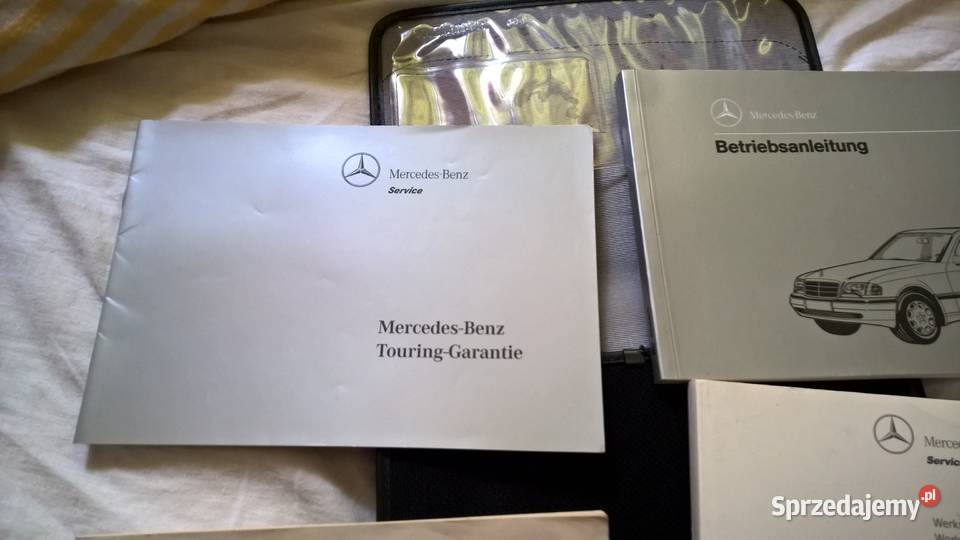 Mercedes-Benz
Service
Mercedes-Benz
Touring-Garantie
Mercedes-Benz
Betriebsanleitung
Service
Sprzedajemy.pl